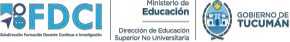 FDCI
Subdirección Formación Docente Continua e Investigación
Ministerio de
Educación
Dirección de Educación
Superior No Universitaria
GOBIERNO DE
TUCUMÁN